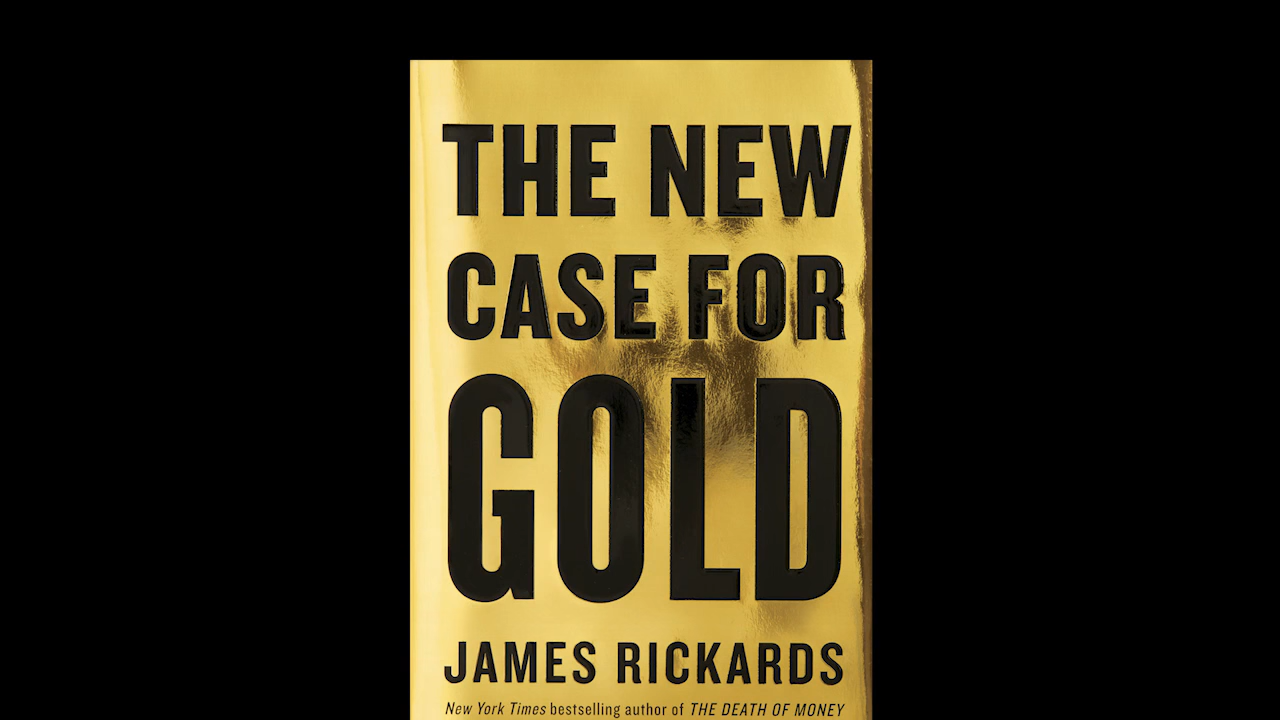 THE NEW
CASE FOR
GOLD
JAMES RICKARDS
New York Times bestselling author of THE DEATH OF MONEY